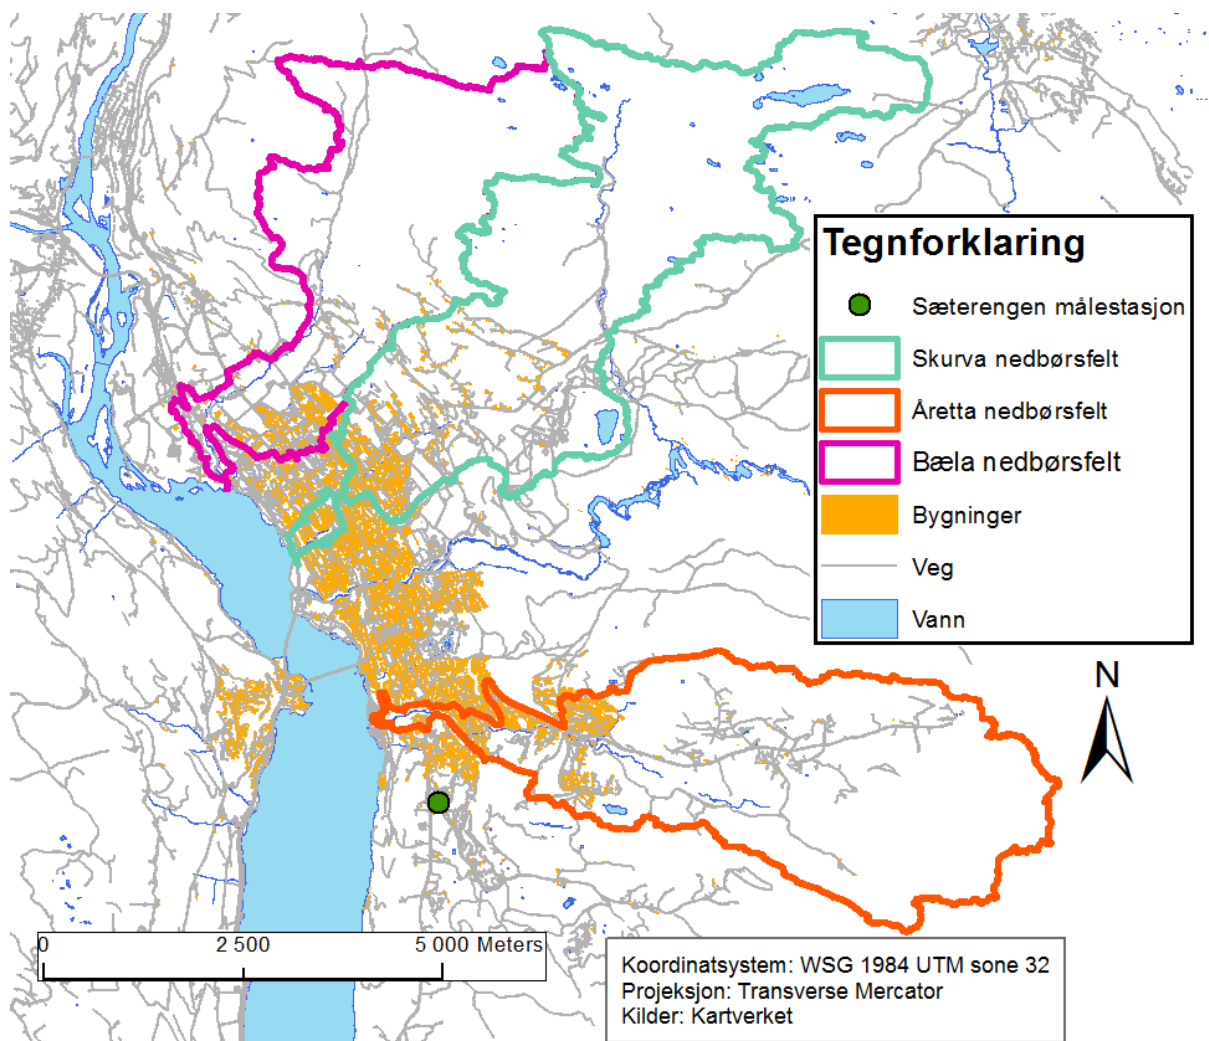 Tegnforklaring
Sæterengen målestasjon
Skurva nedbørsfelt
Åretta nedbørsfelt
Bæla nedbørsfelt
Bygninger
Veg
Vann
N
0 2 500 5 000 Meters
Koordinatsystem: WSG 1984 UTM sone 32
Projeksjon: Transverse Mercator
Kilder: Kartverket